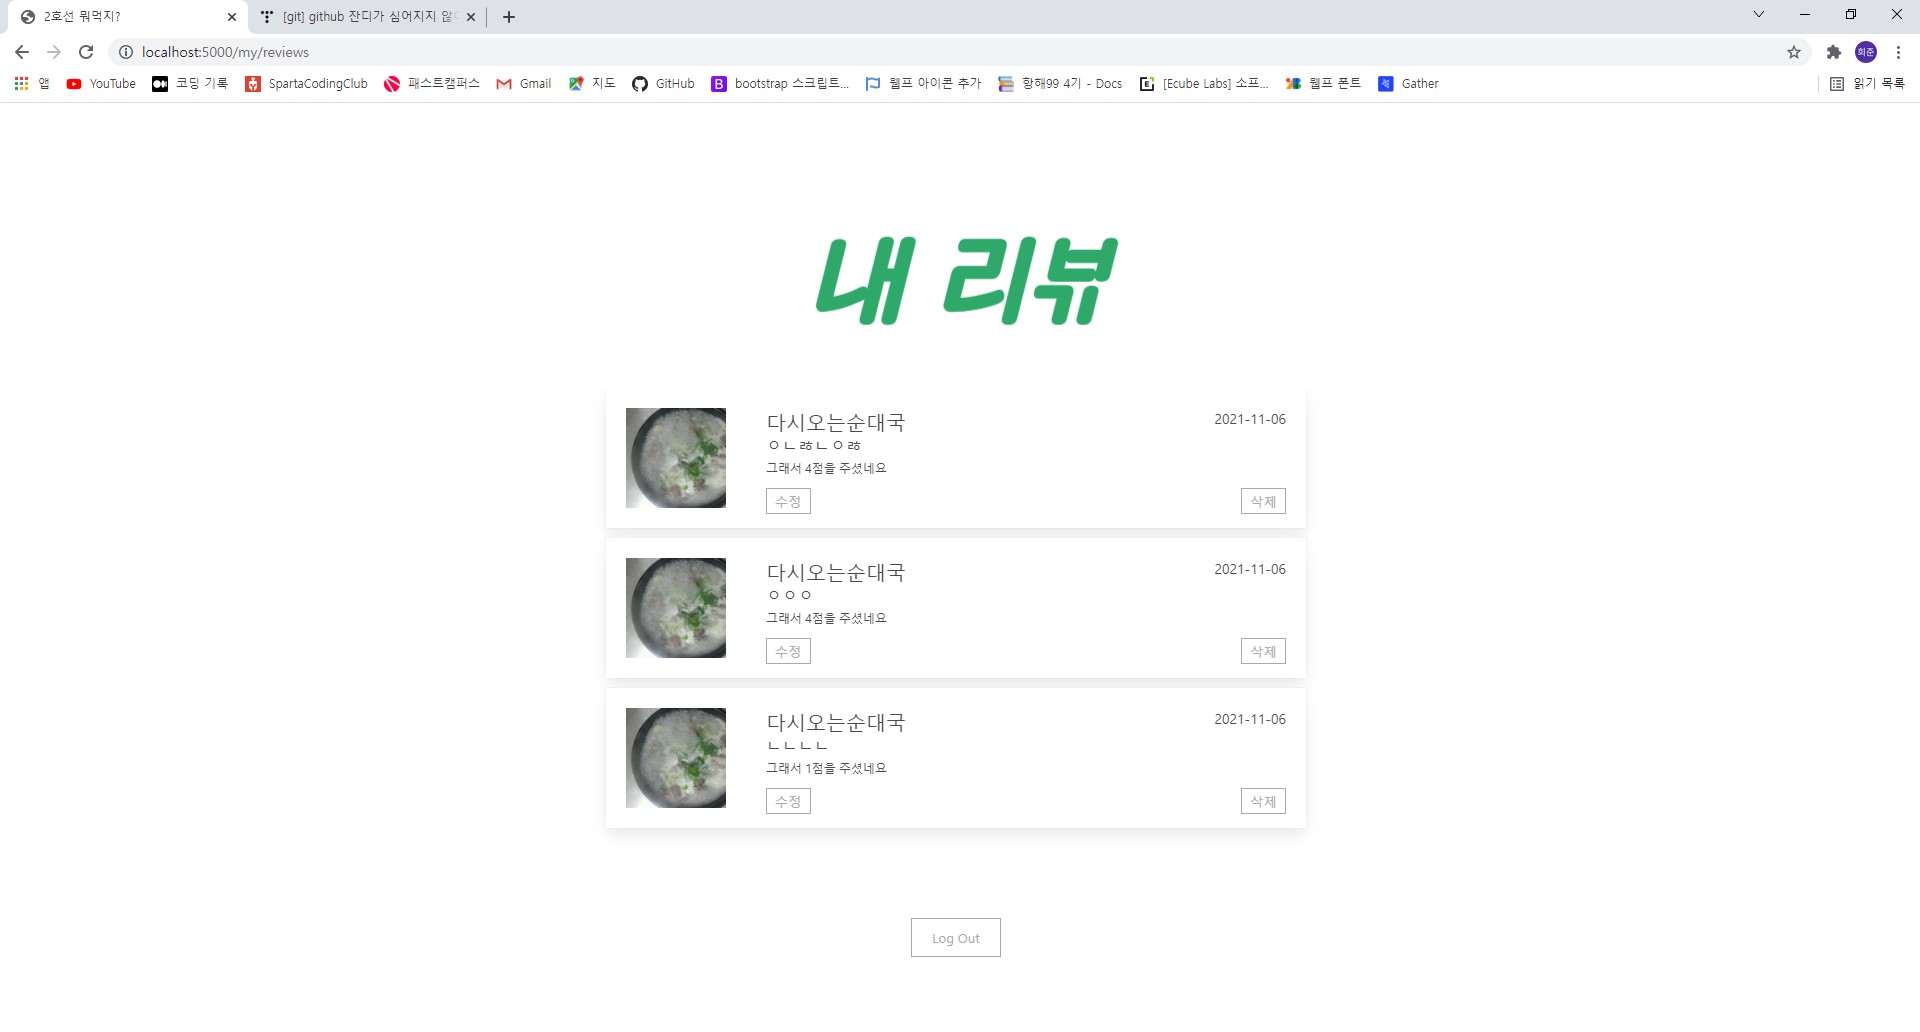 2호선 뭐먹지?
[git] github 잔디가 심어지지 않
localhost:5000/my/reviews
희준
앱
YouTube
코딩 기록
SpartaCodingClub
패스트캠퍼스
Gmail
지도
GitHub
bootstrap 스크립트...
웹프 아이콘 추가
항해99 4기 - Docs
[Ecube Labs] 소프...
웹프 폰트
Gather
읽기 목록
내 리뷰
다시오는순대국
2021-11-06
ㅇㄴㅀㄴㅇㅀ
그래서 4점을 주셨네요
수정
삭제
다시오는순대국
2021-11-06
ㅇㅇㅇ
그래서 4점을 주셨네요
수정
삭제
다시오는순대국
2021-11-06
ㄴㄴㄴㄴ
그래서 1점을 주셨네요
수정
삭제
Log Out